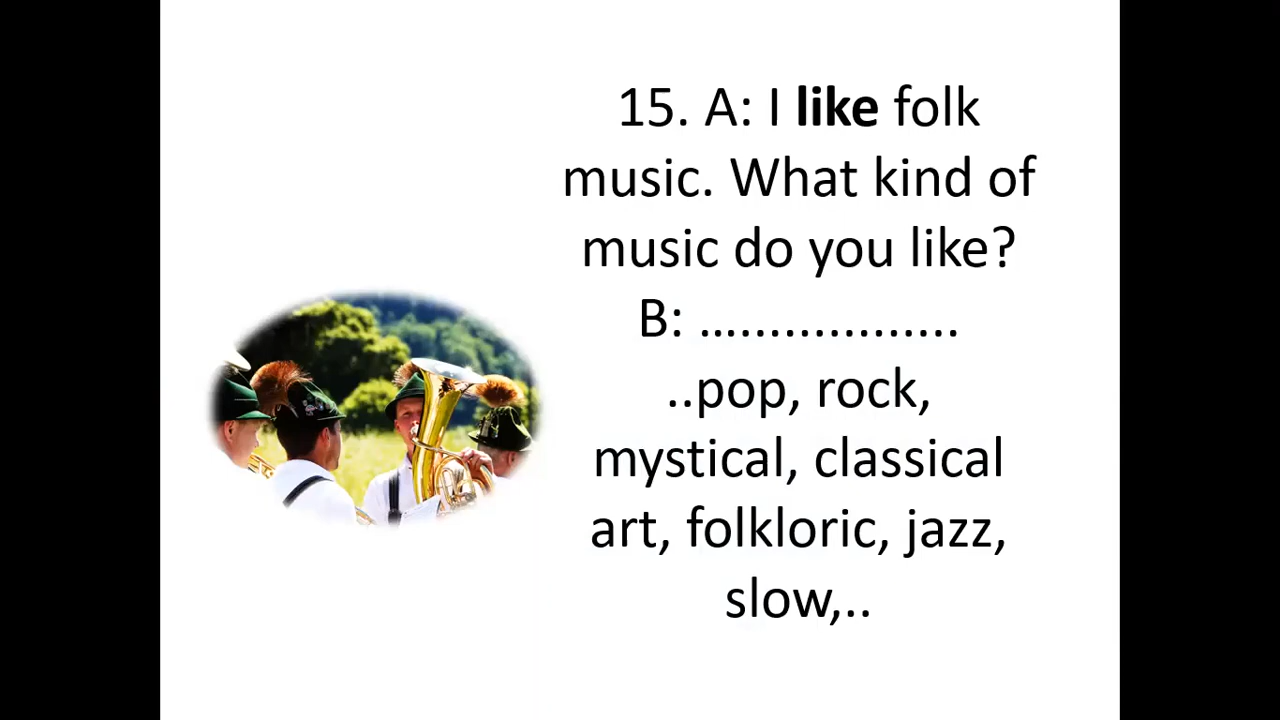 15. A: I like folk
music. What kind of
music do you like?
B: ...................
..pop, rock,
mystical, classical
art, folkloric, jazz,
slow,..